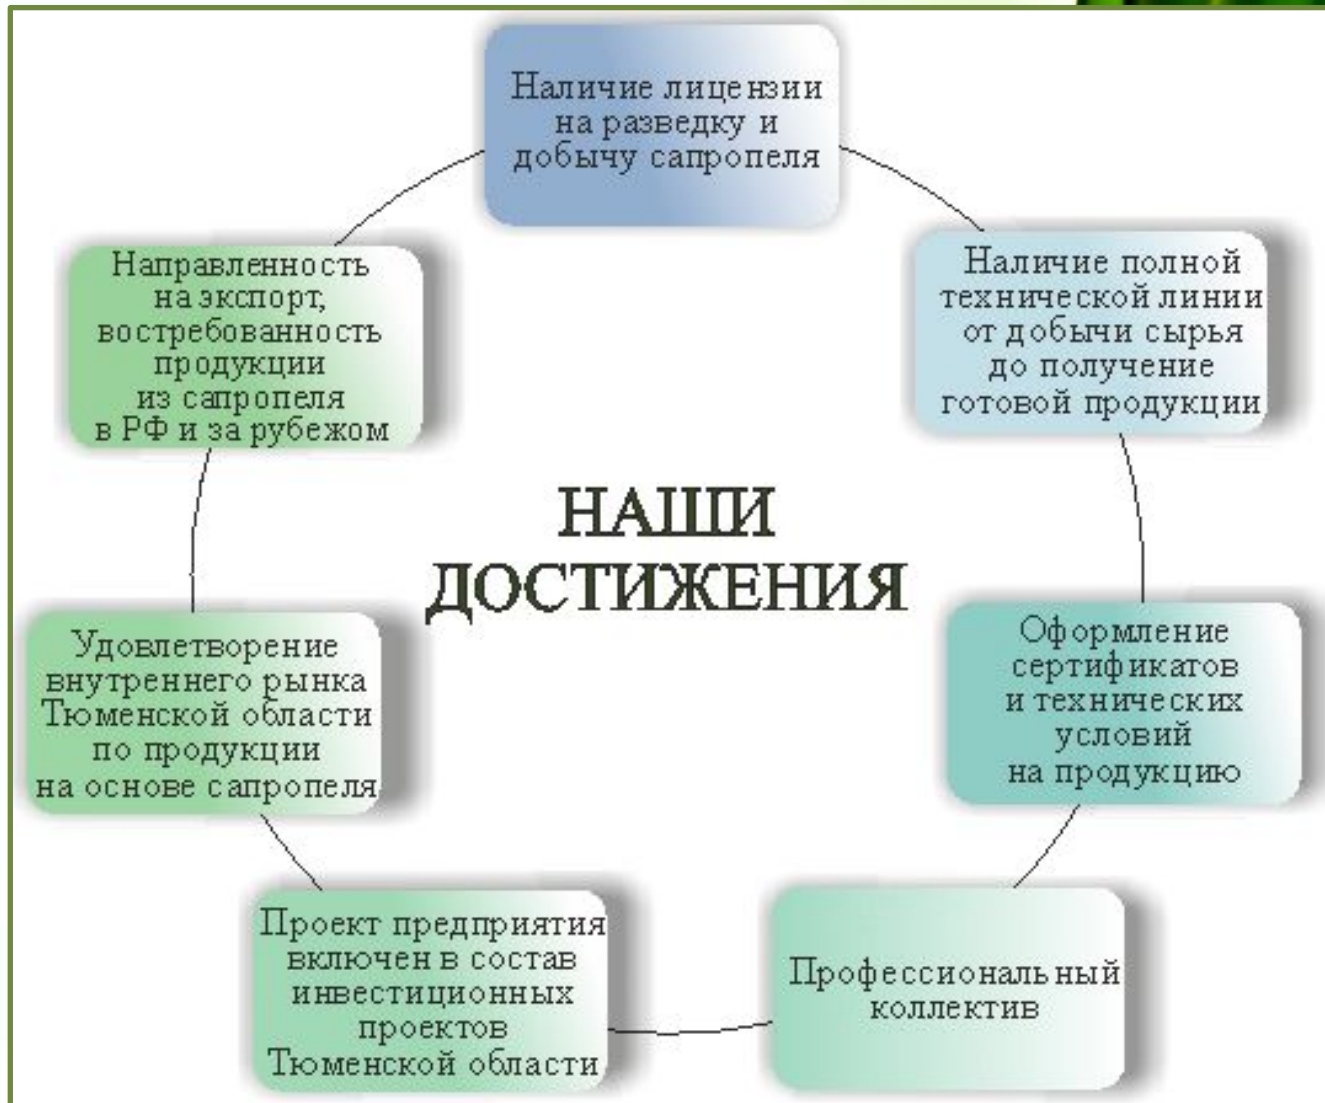 Наличие лицензии
на разведку и
добычу сапропеля
Наличие полной
технической линии
от добычи сырья
до получение
готовой продукции
Оформление
сертификатов
и технических
условий
на продукцию
Профессиональный
коллектив
Проект предприятия
включен в состав
инвестиционных
проектов
Тюменской области
Удовлетворение
внутреннего рынка
Тюменской области
по продукции
на основе сапропеля
Направленность
на экспорт,
востребованность
продукции
из сапропеля
в РФ и за рубежом
НАШИ
ДОСТИЖЕНИЯ